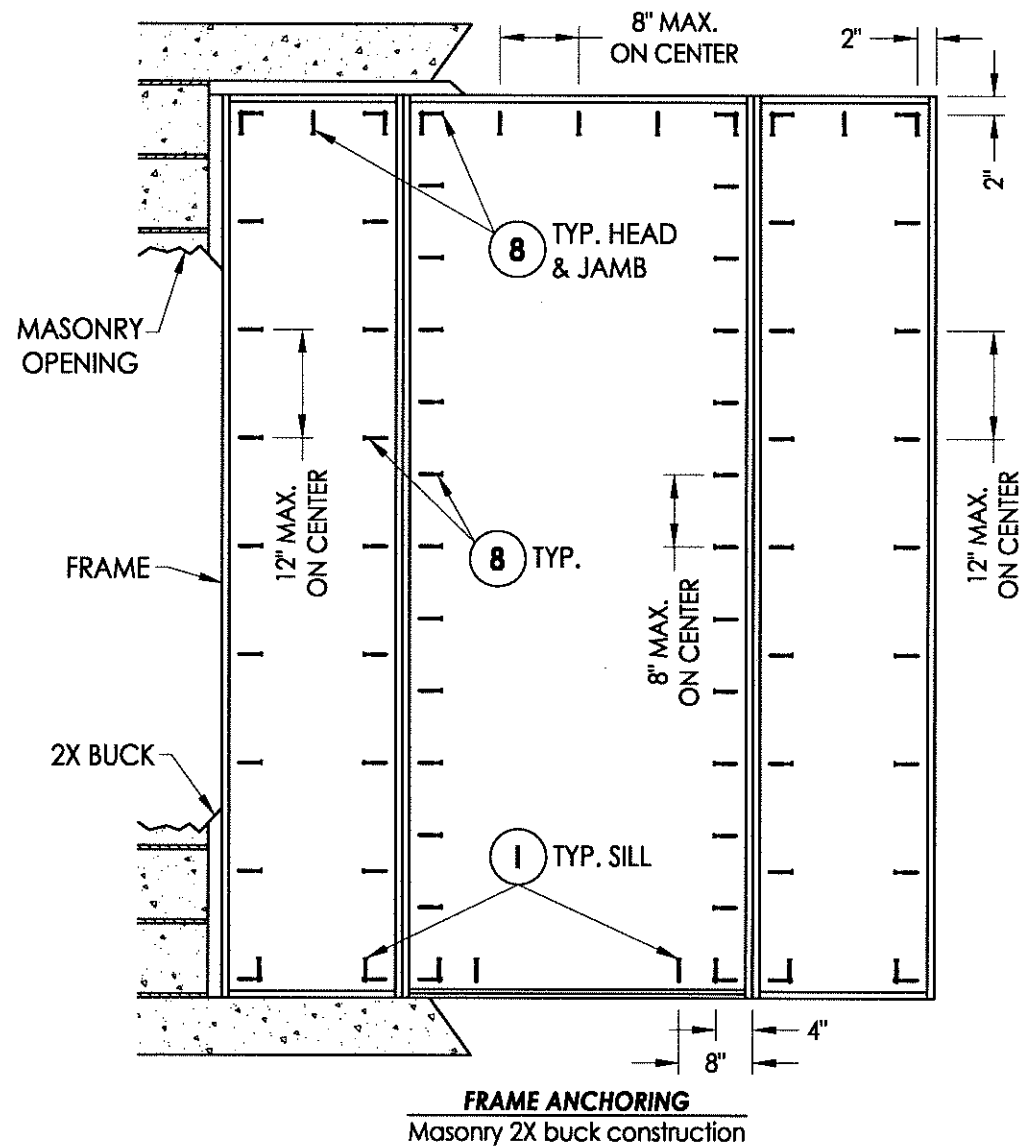 8" MAX.
ON CENTER
2"
2"
8
TYP. HEAD
& JAMB
MASONRY
OPENING
12" MAX.
ON CENTER
12" MAX.
ON CENTER
8
TYP.
FRAME
8" MAX.
ON CENTER
2X BUCK
1
TYP. SILL
4"
8"
FRAME ANCHORING
Masonry 2X buck construction